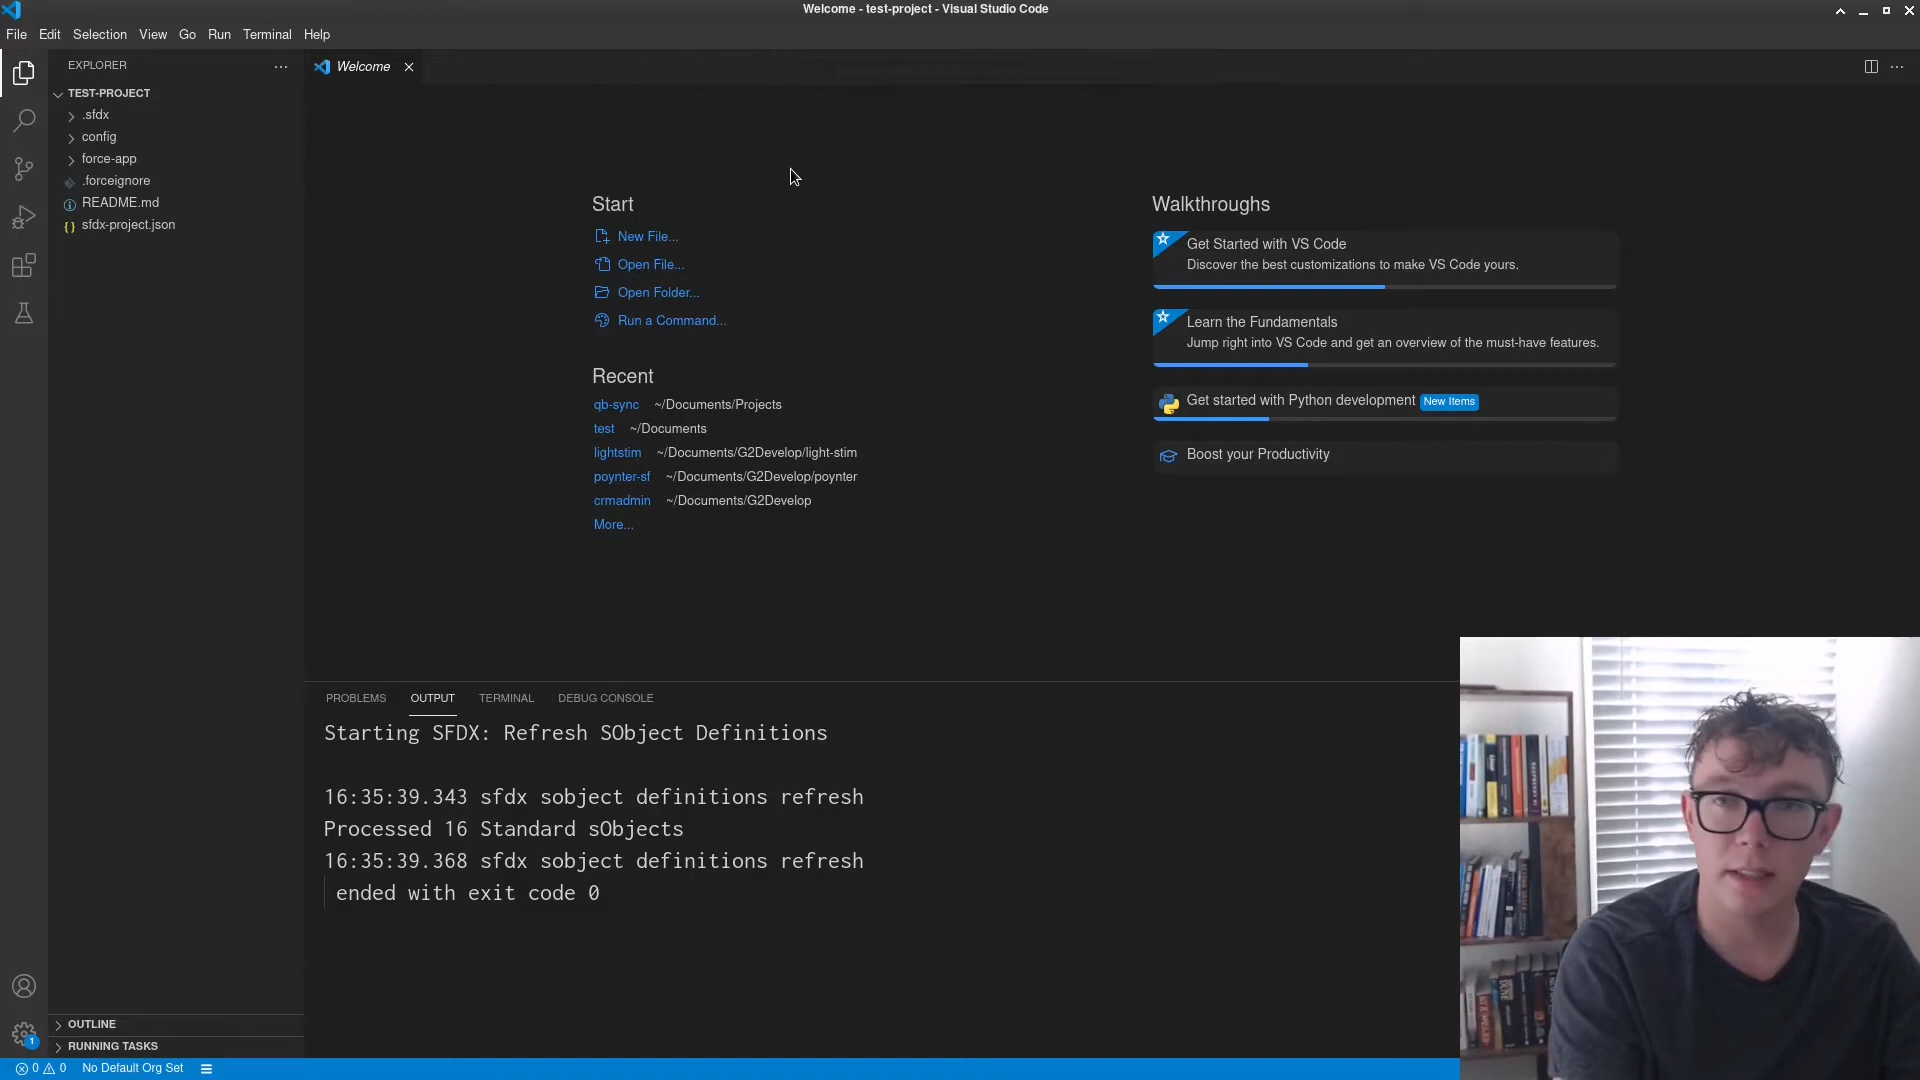 Welcome - test-project - Visual Studio Code
File Edit Selection View Go Run Terminal Help
EXPLORER
Welcome
TEST-PROJECT
.sfdx
config
force-app
.forceignore
README.md
sfdx-project.json
Start
New File...
Open File...
Open Folder...
Run a Command...
Recent
qb-sync ~/Documents/Projects
test ~/Documents
lightstim ~/Documents/G2Develop/light-stim
poynter-sf ~/Documents/G2Develop/poynter
crmadmin ~/Documents/G2Develop
More...
Walkthroughs
Get Started with VS Code
Discover the best customizations to make VS Code yours.
Learn the Fundamentals
Jump right into VS Code and get an overview of the must-have features.
Get started with Python development New Items
Boost your Productivity
PROBLEMS OUTPUT TERMINAL DEBUG CONSOLE
Starting SFDX: Refresh SObject Definitions
16:35:39.343 sfdx sobject definitions refresh
Processed 16 Standard sObjects
16:35:39.368 sfdx sobject definitions refresh
ended with exit code 0
OUTLINE
RUNNING TASKS
1
0 0 No Default Org Set